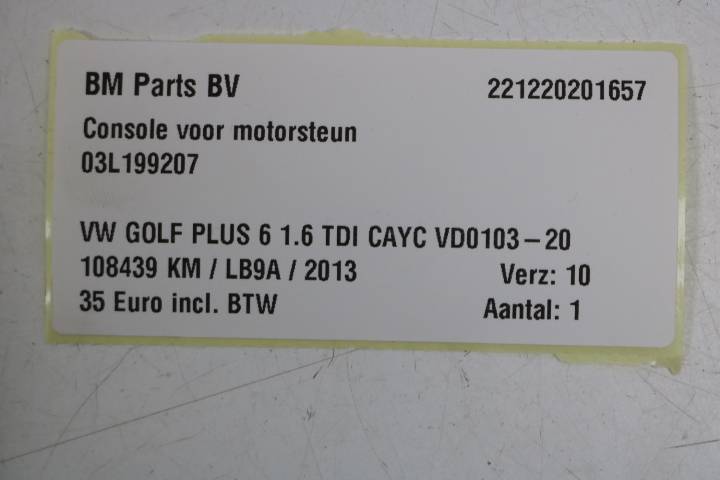 BM Parts BV 221220201657
Console voor motorsteun
03L199207
VW GOLF PLUS 6 1.6 TDI CAYC VD0103-20
108439 KM / LB9A / 2013 Verz: 10
35 Euro incl. BTW Aantal: 1